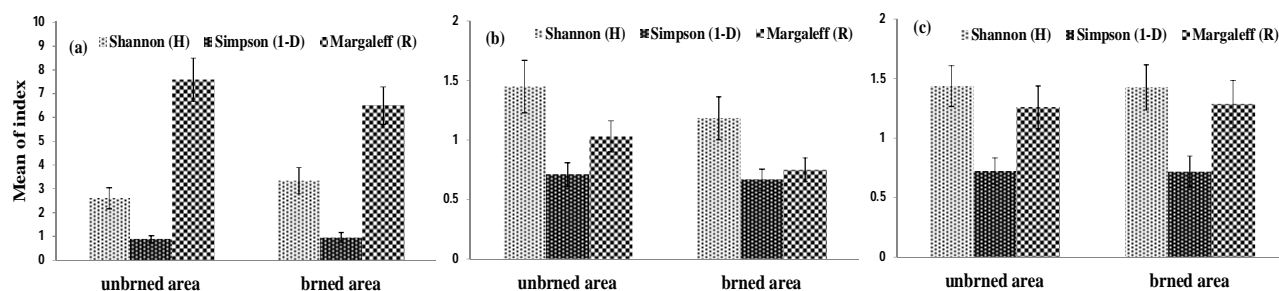 Mean of index
10
9
8
7
6
5
4
3
2
1
0
(a)
Shannon (H) Simpson (1-D) Margaleff (R)
unbrned area brned area
2
1.5
1
0.5
0
(b)
Shannon (H) Simpson (1-D) Margaleff (R)
unbrned area brned area
2
1.5
1
0.5
0
(c)
Shannon (H) Simpson (1-D) Margaleff (R)
unbrned area brned area